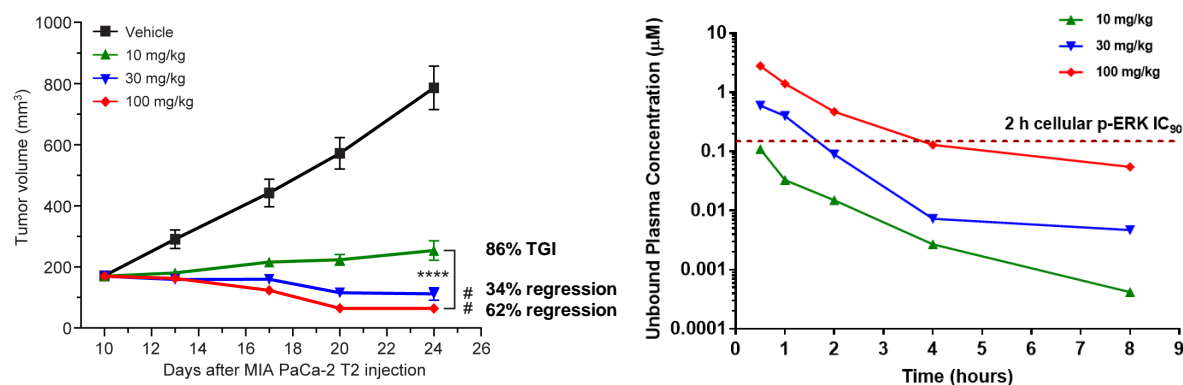 1000
800
600
400
200
0
Tumor volume (mm³)
Vehicle
10 mg/kg
30 mg/kg
100 mg/kg
86% TGI
****
# 34% regression
# 62% regression
10 12 14 16 18 20 22 24 26
Days after MIA PaCa-2 T2 injection
10
1
0.1
0.01
0.001
0.0001
Unbound Plasma Concentration (μM)
10 mg/kg
30 mg/kg
100 mg/kg
2 h cellular p-ERK IC₉₀
0 1 2 3 4 5 6 7 8 9
Time (hours)